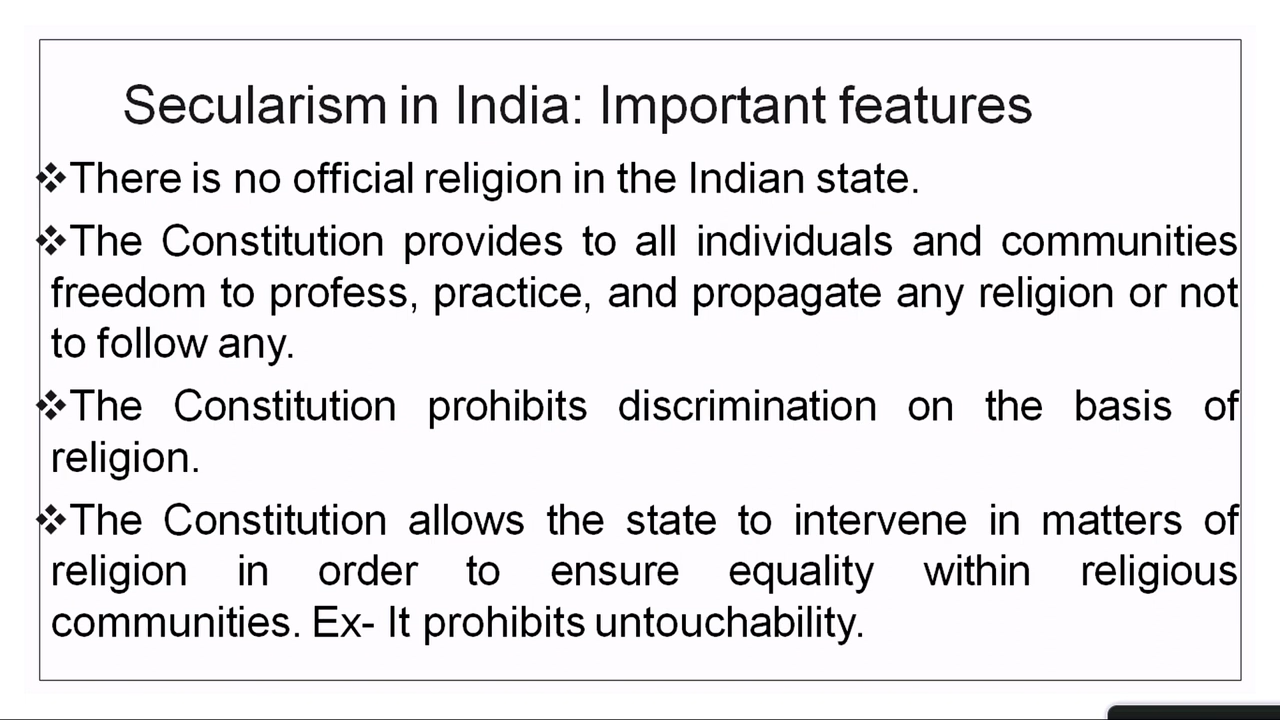 Secularism in India: Important features
❖There is no official religion in the Indian state.
❖The Constitution provides to all individuals and communities
freedom to profess, practice, and propagate any religion or not
to follow any.
❖The Constitution prohibits discrimination on the basis of
religion.
❖The Constitution allows the state to intervene in matters of
religion in order to ensure equality within religious
communities. Ex- It prohibits untouchability.